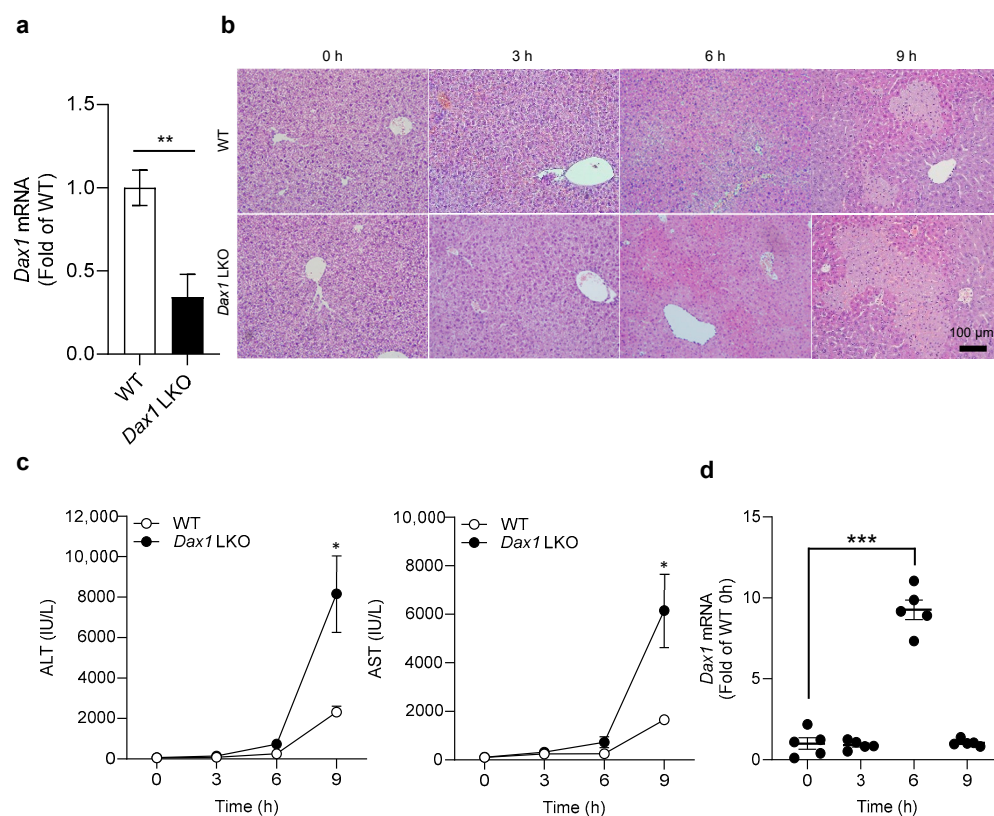 a
1.5
1.0
0.5
0.0
Dax1 mRNA
(Fold of WT)
**
WT
Dax1 LKO
b
0 h
3 h
6 h
9 h
WT
Dax1 LKO
100 µm
c
12,000
10,000
8000
6000
4000
2000
0
ALT (IU/L)
WT
Dax1 LKO
*
0
3
6
9
Time (h)
10,000
8000
6000
4000
2000
0
AST (IU/L)
WT
Dax1 LKO
*
0
3
6
9
Time (h)
d
15
10
5
0
Dax1 mRNA
(Fold of WT 0h)
***
0
3
6
9
Time (h)